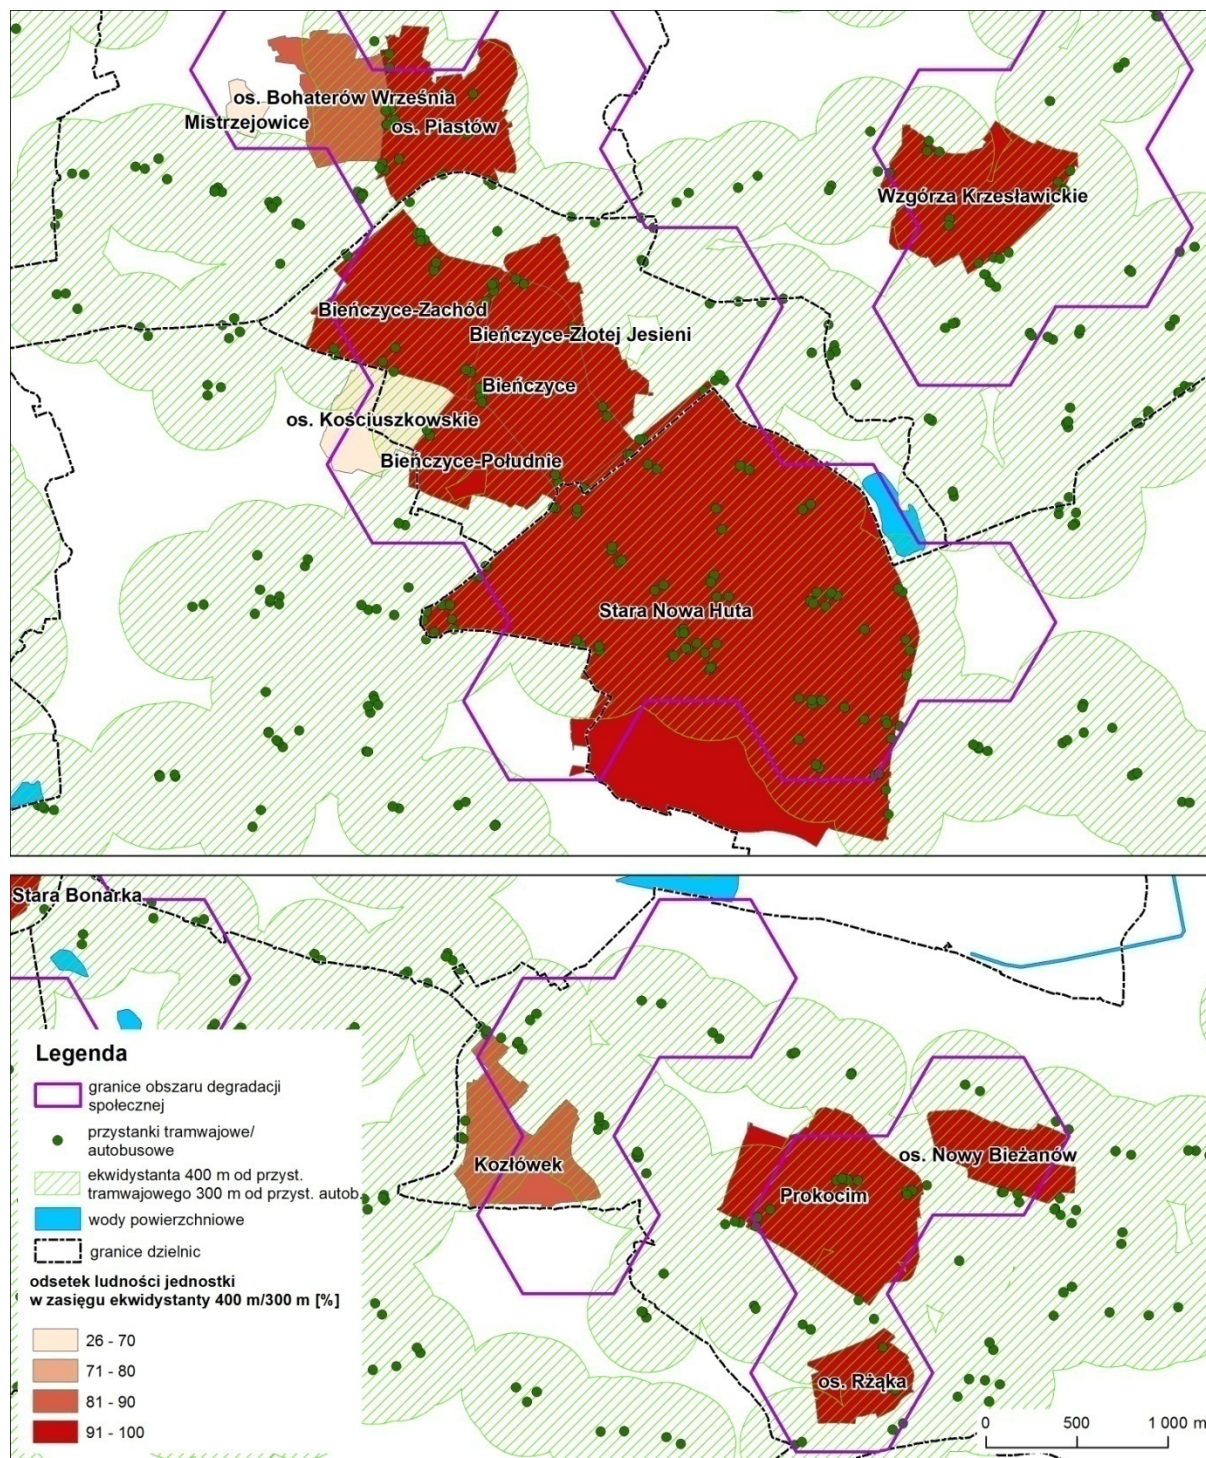 os. Bohaterów Września
Mistrzejowice
os. Piastów
Wzgórza Krzesławickie
Bieńczyce-Zachód
Bieńczyce-Złotej Jesieni
Bieńczyce
os. Kościuszkowskie
Bieńczyce-Południe
Stara Nowa Huta
Stara Bonarka
Kozłówek
os. Nowy Bieżanów
Prokocim
os. Rżąka
Legenda
granice obszaru degradacji
społecznej
przystanki tramwajowe/
autobusowe
ekwidystanta 400 m od przyst.
tramwajowego 300 m od przyst. autob.
wody powierzchniowe
granice dzielnic
odsetek ludności jednostki
w zasięgu ekwidystanty 400 m/300 m [%]
26 - 70
71 - 80
81 - 90
91 - 100
0 500 1 000 m